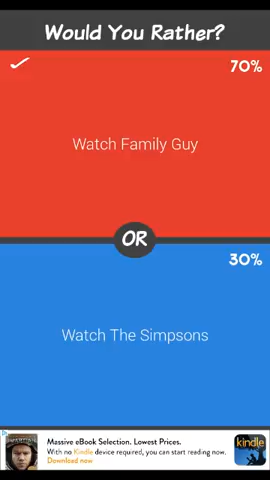 Would You Rather?
70%
Watch Family Guy
OR
30%
Watch The Simpsons
Massive eBook Selection. Lowest Prices.
With no Kindle device required, you can start reading now.
Download now
kindle